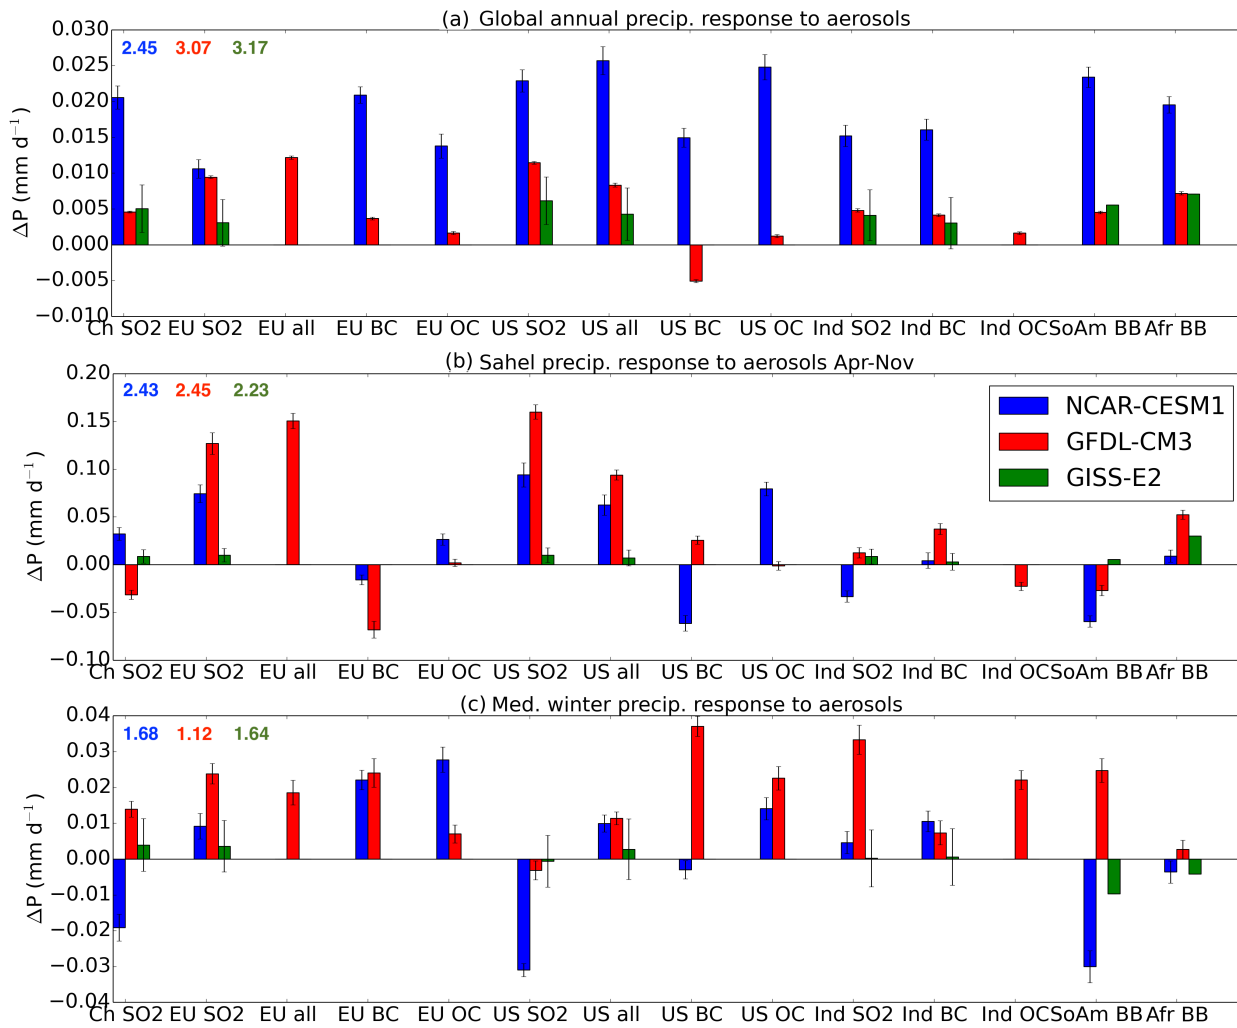 (a) Global annual precip. response to aerosols
2.45 3.07 3.17
0.030
0.025
0.020
0.015
0.010
0.005
0.000
−0.005
−0.010
ΔP (mm d⁻¹)
Ch SO2 EU SO2 EU all EU BC EU OC US SO2 US all US BC US OC Ind SO2 Ind BC Ind OC SoAm BB Afr BB
(b) Sahel precip. response to aerosols Apr-Nov
2.43 2.45 2.23
0.20
0.15
0.10
0.05
0.00
−0.05
−0.10
ΔP (mm d⁻¹)
NCAR-CESM1
GFDL-CM3
GISS-E2
Ch SO2 EU SO2 EU all EU BC EU OC US SO2 US all US BC US OC Ind SO2 Ind BC Ind OC SoAm BB Afr BB
(c) Med. winter precip. response to aerosols
1.68 1.12 1.64
0.04
0.03
0.02
0.01
0.00
−0.01
−0.02
−0.03
−0.04
ΔP (mm d⁻¹)
Ch SO2 EU SO2 EU all EU BC EU OC US SO2 US all US BC US OC Ind SO2 Ind BC Ind OC SoAm BB Afr BB